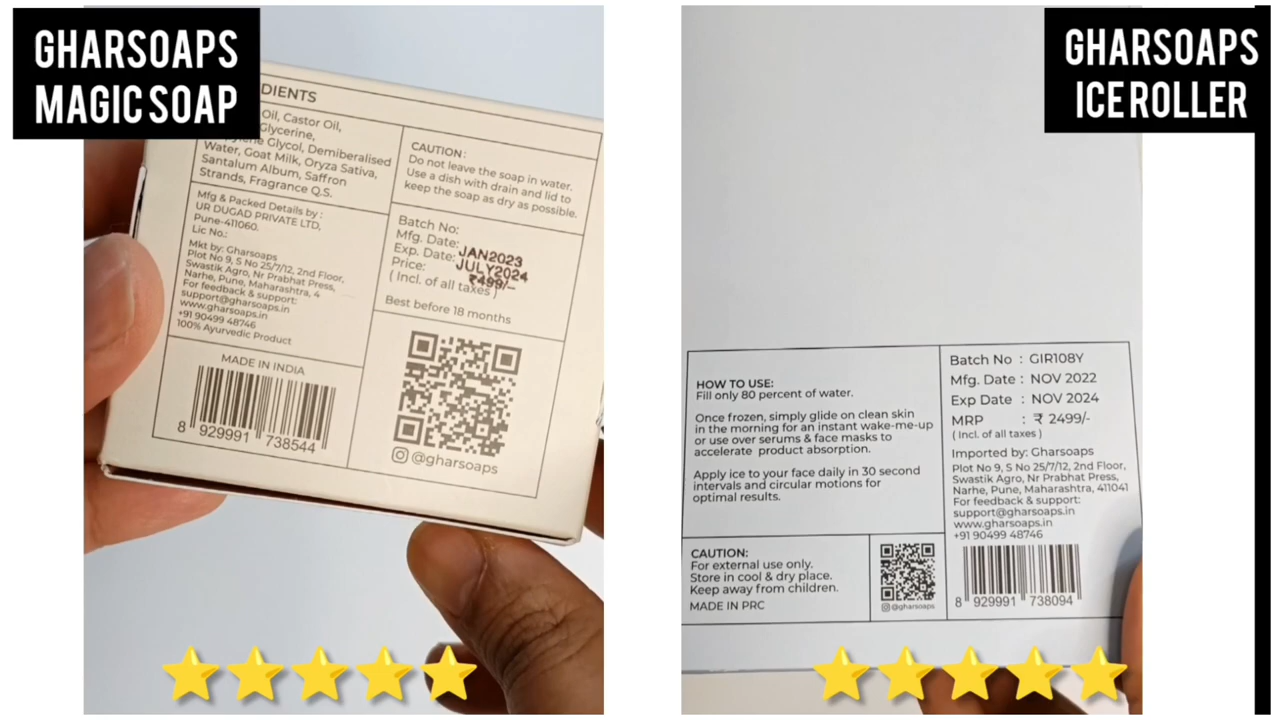 GHARSOAPS
MAGIC SOAP
DIENTS
Oil, Castor Oil,
Glycerine,
Glycol, Demiberalised
Water, Goat Milk, Oryza Sativa,
Santalum Album, Saffron
Strands, Fragrance Q.S.
CAUTION:
Do not leave the soap in water.
Use a dish with drain and lid to
keep the soap as dry as possible.
Mfg & Packed Details by :
UR DUGAD PRIVATE LTD,
Pune-411060.
Lic No.:
Mkt by: Gharsoaps
Plot No 9, S No 25/7/12, 2nd Floor,
Swastik Agro, Nr Prabhat Press,
Narhe, Pune, Maharashtra, 4
For feedback & support:
support@gharsoaps.in
www.gharsoaps.in
+91 90499 48746
100% Ayurvedic Product
Batch No:
Mfg. Date: JAN2023
Exp. Date: JULY2024
Price: ₹499/-
( Incl. of all taxes )
Best before 18 months
MADE IN INDIA
8 929991 738544
@gharsoaps
GHARSOAPS
ICE ROLLER
HOW TO USE:
Fill only 80 percent of water.
Once frozen, simply glide on clean skin
in the morning for an instant wake-me-up
or use over serums & face masks to
accelerate product absorption.
Apply ice to your face daily in 30 second
intervals and circular motions for
optimal results.
CAUTION:
For external use only.
Store in cool & dry place.
Keep away from children.
MADE IN PRC
@gharsoaps
Batch No : GIR108Y
Mfg. Date : NOV 2022
Exp Date : NOV 2024
MRP : ₹ 2499/-
( Incl. of all taxes )
Imported by: Gharsoaps
Plot No 9, S No 25/7/12, 2nd Floor,
Swastik Agro, Nr Prabhat Press,
Narhe, Pune, Maharashtra, 411041
For feedback & support:
support@gharsoaps.in
www.gharsoaps.in
+91 90499 48746
8 929991 738094